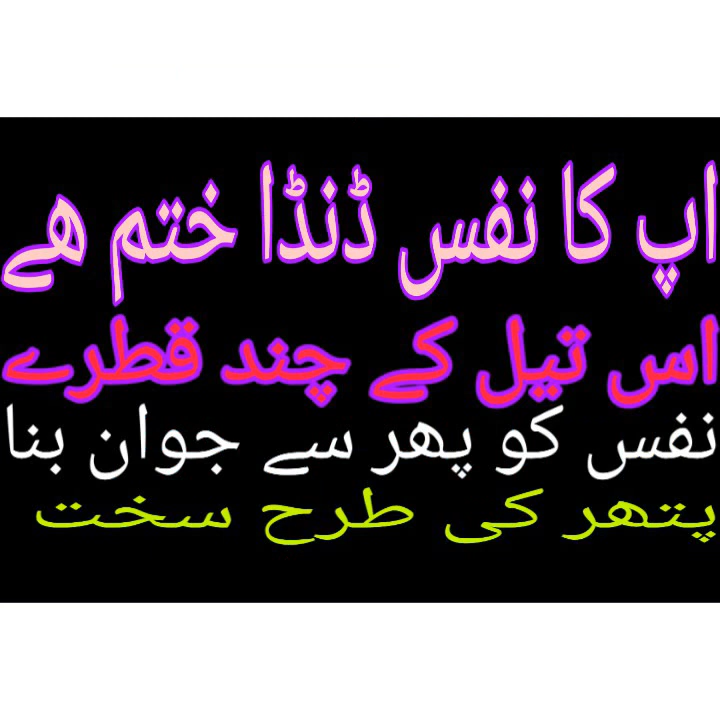 اپ کا نفس ڈنڈا ختم ھے
اس تیل کے چند قطرے
نفس کو پھر سے جوان بنا
پتھر کی طرح سخت